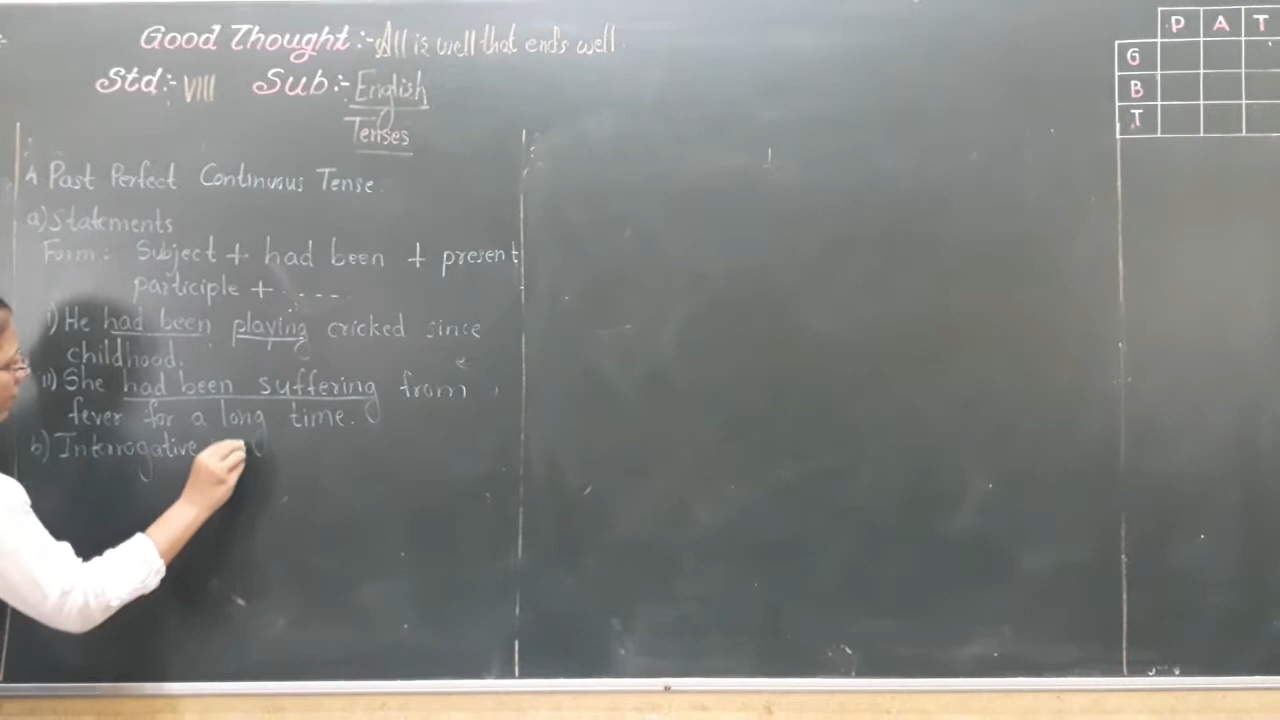 Good Thought :- All is well that ends well
Std:- VIII Sub:- English
Tenses
P A T
G
B
T
4 Past Perfect Continuous Tense.
a) Statements
Form: Subject + had been + present
participle + ....
i) He had been playing cricked since
childhood.
ii) She had been suffering from
fever for a long time.
b) Interrogative